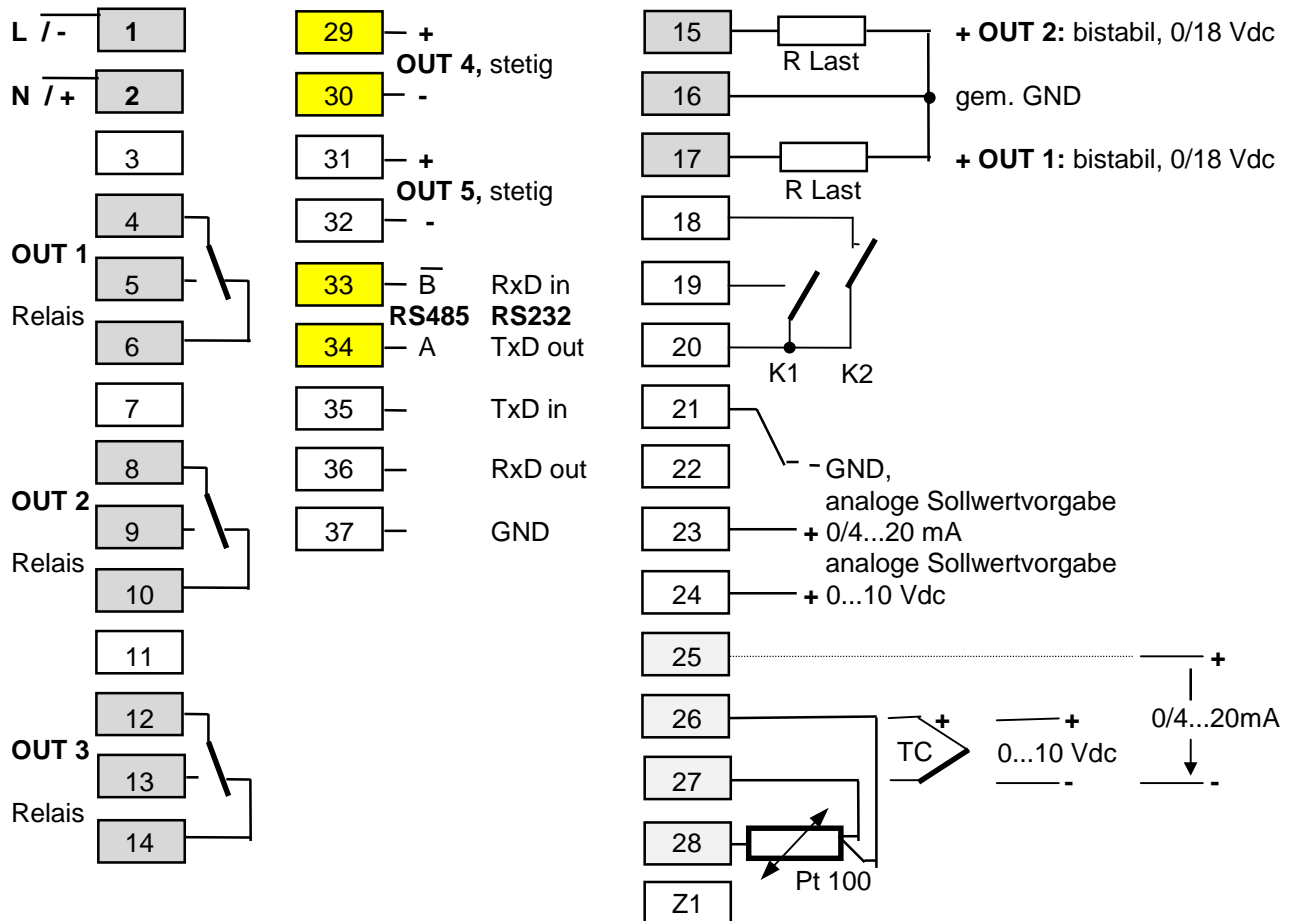 L / -
1
N / +
2
3
4
OUT 1
5
Relais
6
7
8
OUT 2
9
Relais
10
11
12
OUT 3
13
Relais
14
29 +
OUT 4, stetig
30 -
31 +
OUT 5, stetig
32 -
33 B RxD in
RS485 RS232
34 A TxD out
35 TxD in
36 RxD out
37 GND
15 + OUT 2: bistabil, 0/18 Vdc
R Last
16 gem. GND
17 + OUT 1: bistabil, 0/18 Vdc
R Last
18
19
20
K1 K2
21
22 - GND,
analoge Sollwertvorgabe
23 + 0/4...20 mA
analoge Sollwertvorgabe
24 + 0...10 Vdc
25 +
26 + + 0/4...20mA
TC 0...10 Vdc
27 - -
28
Pt 100
Z1